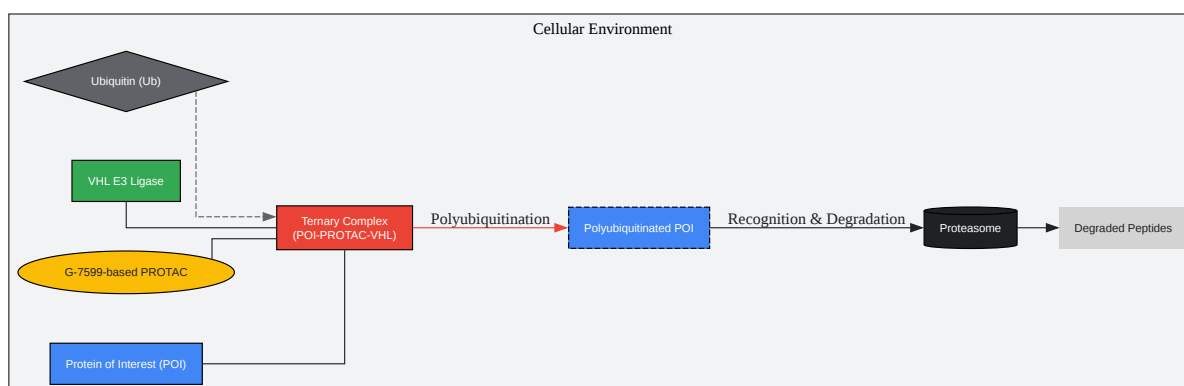 Cellular Environment
Ubiquitin (Ub)
VHL E3 Ligase
G-7599-based PROTAC
Protein of Interest (POI)
Ternary Complex
(POI-PROTAC-VHL)
Polyubiquitination
Polyubiquitinated POI
Recognition & Degradation
Proteasome
Degraded Peptides